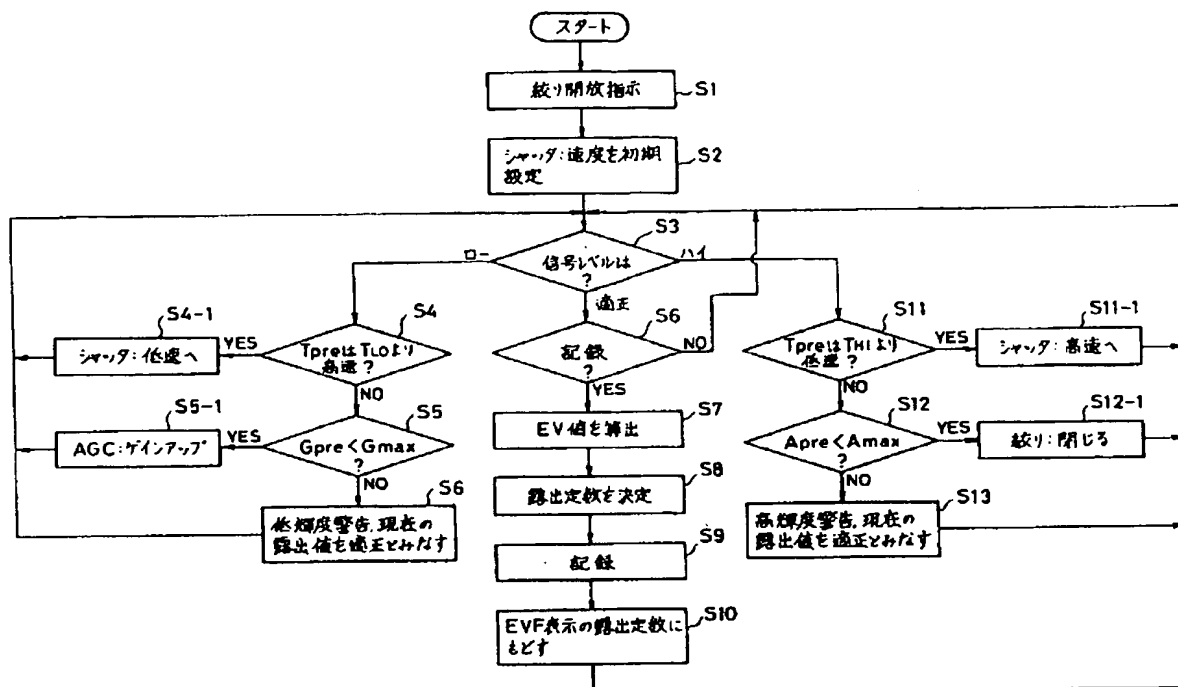 スタート
絞り開放指示
S1
シャッタ:速度を初期
設定
S2
S3
ロー
信号レベルは
?
ハイ
適正
S4-1
シャッタ:低速へ
YES
S4
TpreはTLOより
高速?
NO
S6
記録
?
NO
YES
S11
TpreはTHIより
低速?
YES
NO
S11-1
シャッタ:高速へ
S5-1
AGC:ゲインアップ
YES
S5
Gpre<Gmax
?
NO
S7
EV値を算出
S12
Apre<Amax
?
YES
NO
S12-1
絞り:閉じる
S6
低輝度警告.現在の
露出値を適正とみなす
S8
露出定数を決定
S13
高輝度警告.現在の
露出値を適正とみなす
S9
記録
S10
EVF表示の露出定数に
もどす